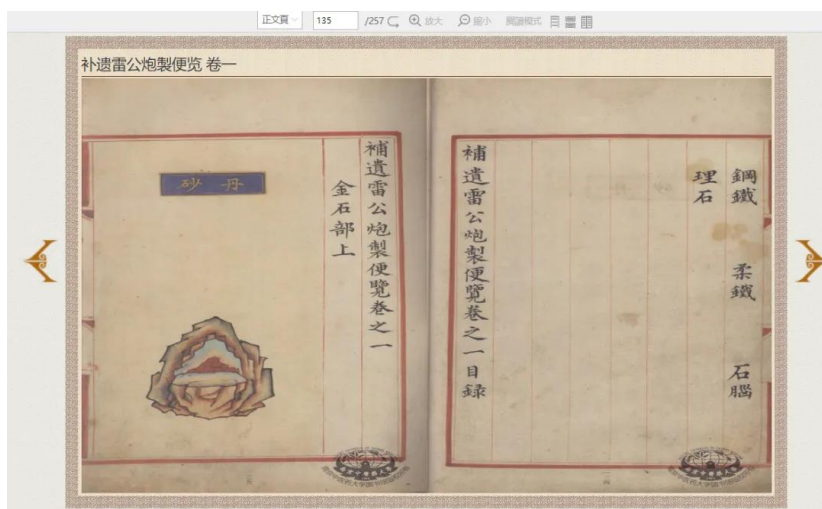 正文頁 135 /257 放大 縮小 閱讀模式
补遗雷公炮製便览 卷一
鋼鐵 柔鐵 石腦
理石
補遺雷公炮製便覽卷之一目録
補遺雷公炮製便覽卷之一
金石部上
丹砂